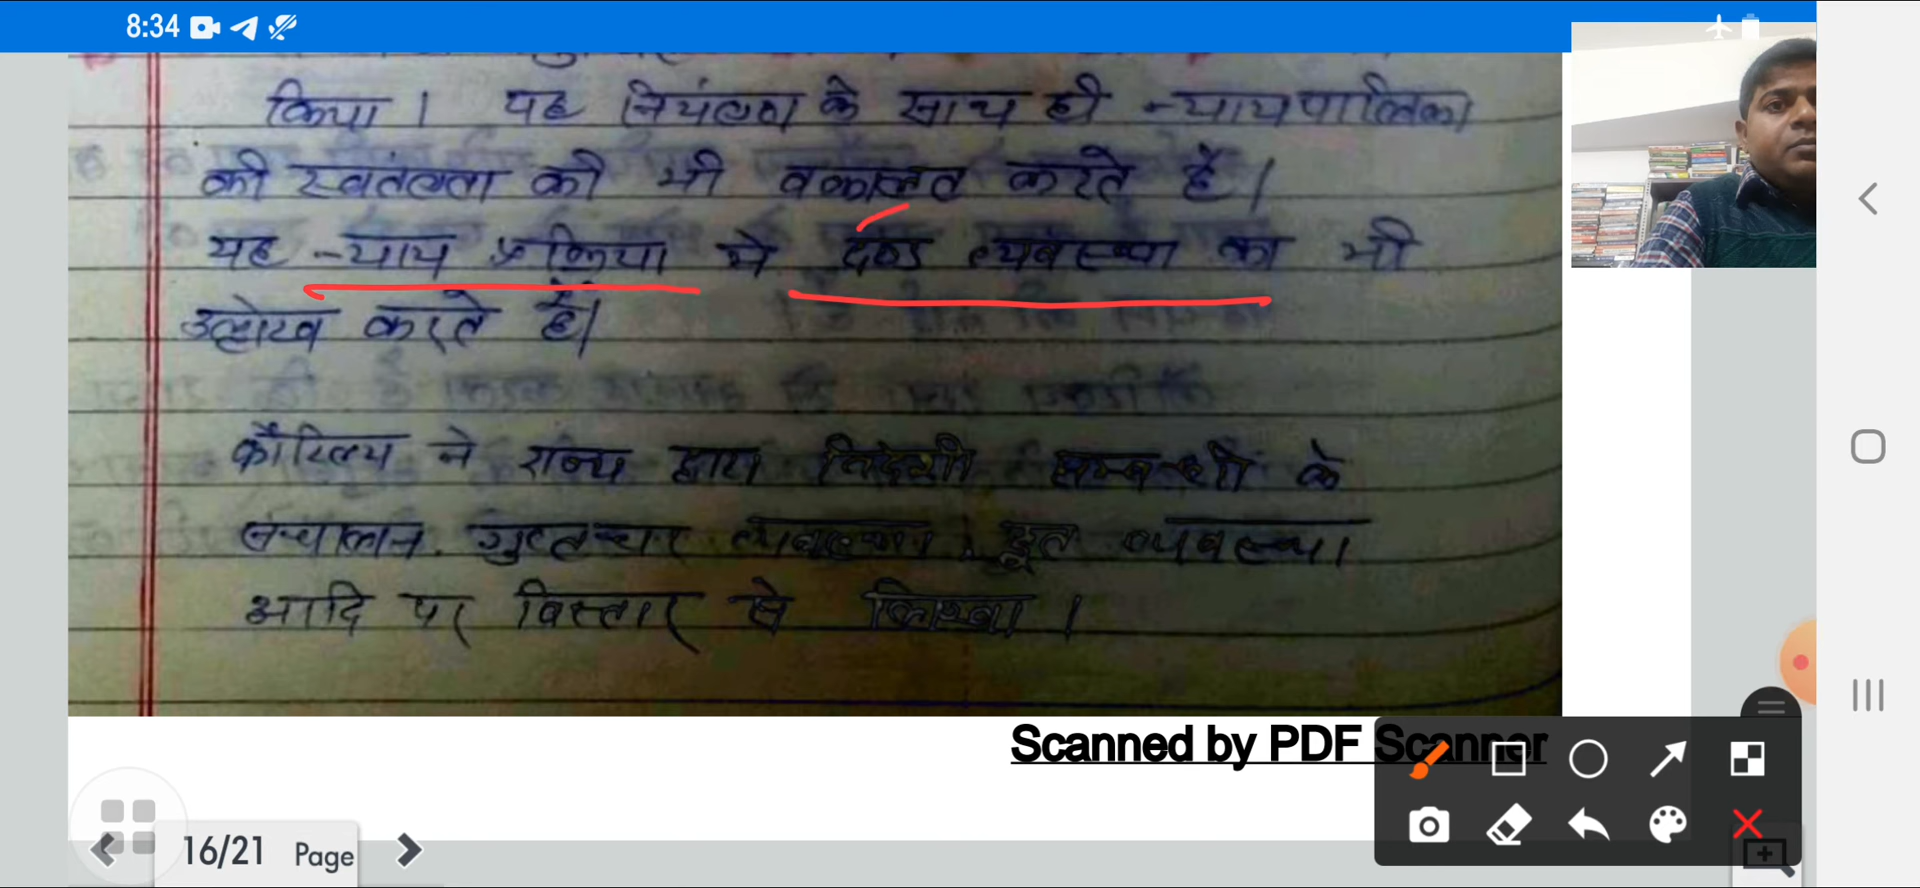 8:34
किया । यह नियंत्रण के साथ ही न्यायपालिका
की स्वतंत्रता की भी वकालत करते हैं।
यह न्याय प्रक्रिया मे दण्ड व्यवस्था का भी
उल्लेख करते हैं।
कौटिल्य ने राज्य द्वारा विदेशी सम्बन्धो के
संचालन, गुप्तचार व्यवस्था, दूत व्यवस्था
आदि पर विस्तार से लिखा ।
Scanned by PDF Scanner
16/21 Page